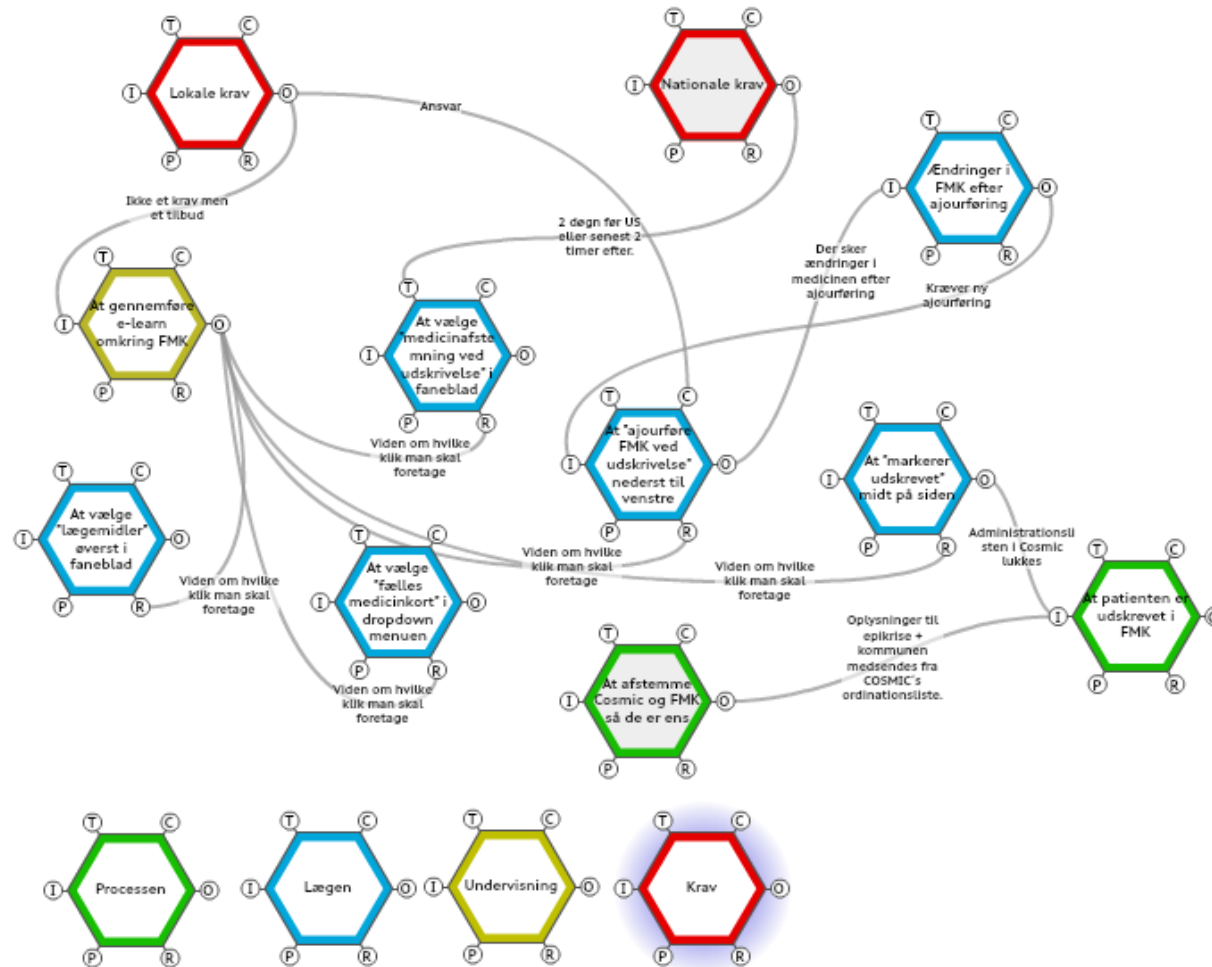 T
C
I
O
P
R
Lokale krav
T
C
I
O
P
R
Nationale krav
Ansvar
T
C
I
O
P
R
Ændringer i
FMK efter
ajourføring
Ikke et krav men
et tilbud
2 døgn før US
eller senest 2
timer efter.
Der sker
ændringer i
medicinen efter
ajourføring
Kræver ny
ajourføring
T
C
I
O
P
R
At gennemføre
e-learn
omkring FMK
T
C
I
O
P
R
At vælge
"medicinafste
mning ved
udskrivelse" i
faneblad
Viden om hvilke
klik man skal
foretage
T
C
I
O
P
R
At "ajourføre
FMK ved
udskrivelse"
nederst til
venstre
T
C
I
O
P
R
At "markerer
udskrevet"
midt på siden
T
C
I
O
P
R
At vælge
"lægemidler"
øverst i
faneblad
Viden om hvilke
klik man skal
foretage
T
C
I
O
P
R
At vælge
"fælles
medicinkort" i
dropdown
menuen
Viden om hvilke
klik man skal
foretage
Viden om hvilke
klik man skal
foretage
Viden om hvilke
klik man skal
foretage
Administrationsli
sten i Cosmic
lukkes
T
C
I
O
P
R
At patienten er
udskrevet i
FMK
Oplysninger til
epikrise +
kommunen
medsendes fra
COSMIC's
ordinationsliste.
T
C
I
O
P
R
At afstemme
Cosmic og FMK
så de er ens
T
C
I
O
P
R
Processen
T
C
I
O
P
R
Lægen
T
C
I
O
P
R
Undervisning
T
C
I
O
P
R
Krav